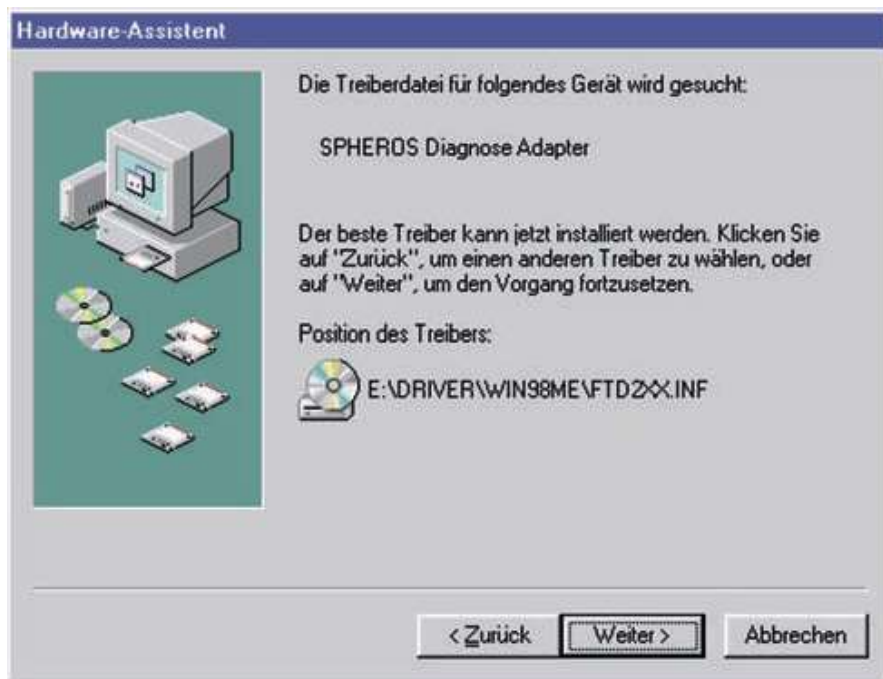 Hardware-Assistent
Die Treiberdatei für folgendes Gerät wird gesucht:
SPHEROS Diagnose Adapter
Der beste Treiber kann jetzt installiert werden. Klicken Sie
auf "Zurück", um einen anderen Treiber zu wählen, oder
auf "Weiter", um den Vorgang fortzusetzen.
Position des Treibers:
E:\DRIVER\WIN98ME\FTD2XX.INF
< Zurück
Weiter >
Abbrechen